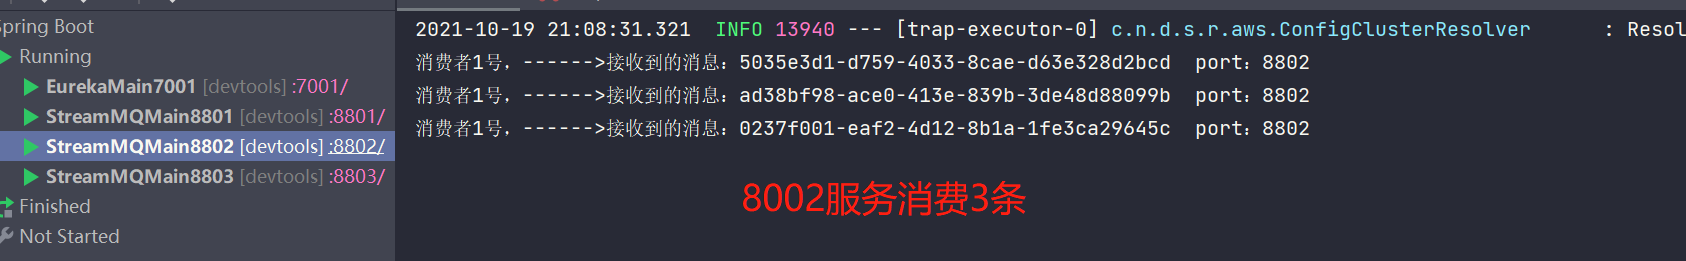 Spring Boot
Running
EurekaMain7001 [devtools] :7001/
StreamMQMain8801 [devtools] :8801/
StreamMQMain8802 [devtools] :8802/
StreamMQMain8803 [devtools] :8803/
Finished
Not Started
2021-10-19 21:08:31.321  INFO 13940 --- [trap-executor-0] c.n.d.s.r.aws.ConfigClusterResolver      : Resol
消费者1号，------>接收到的消息：5035e3d1-d759-4033-8cae-d63e328d2bcd  port：8802
消费者1号，------>接收到的消息：ad38bf98-ace0-413e-839b-3de48d88099b  port：8802
消费者1号，------>接收到的消息：0237f001-eaf2-4d12-8b1a-1fe3ca29645c  port：8802
8002服务消费3条